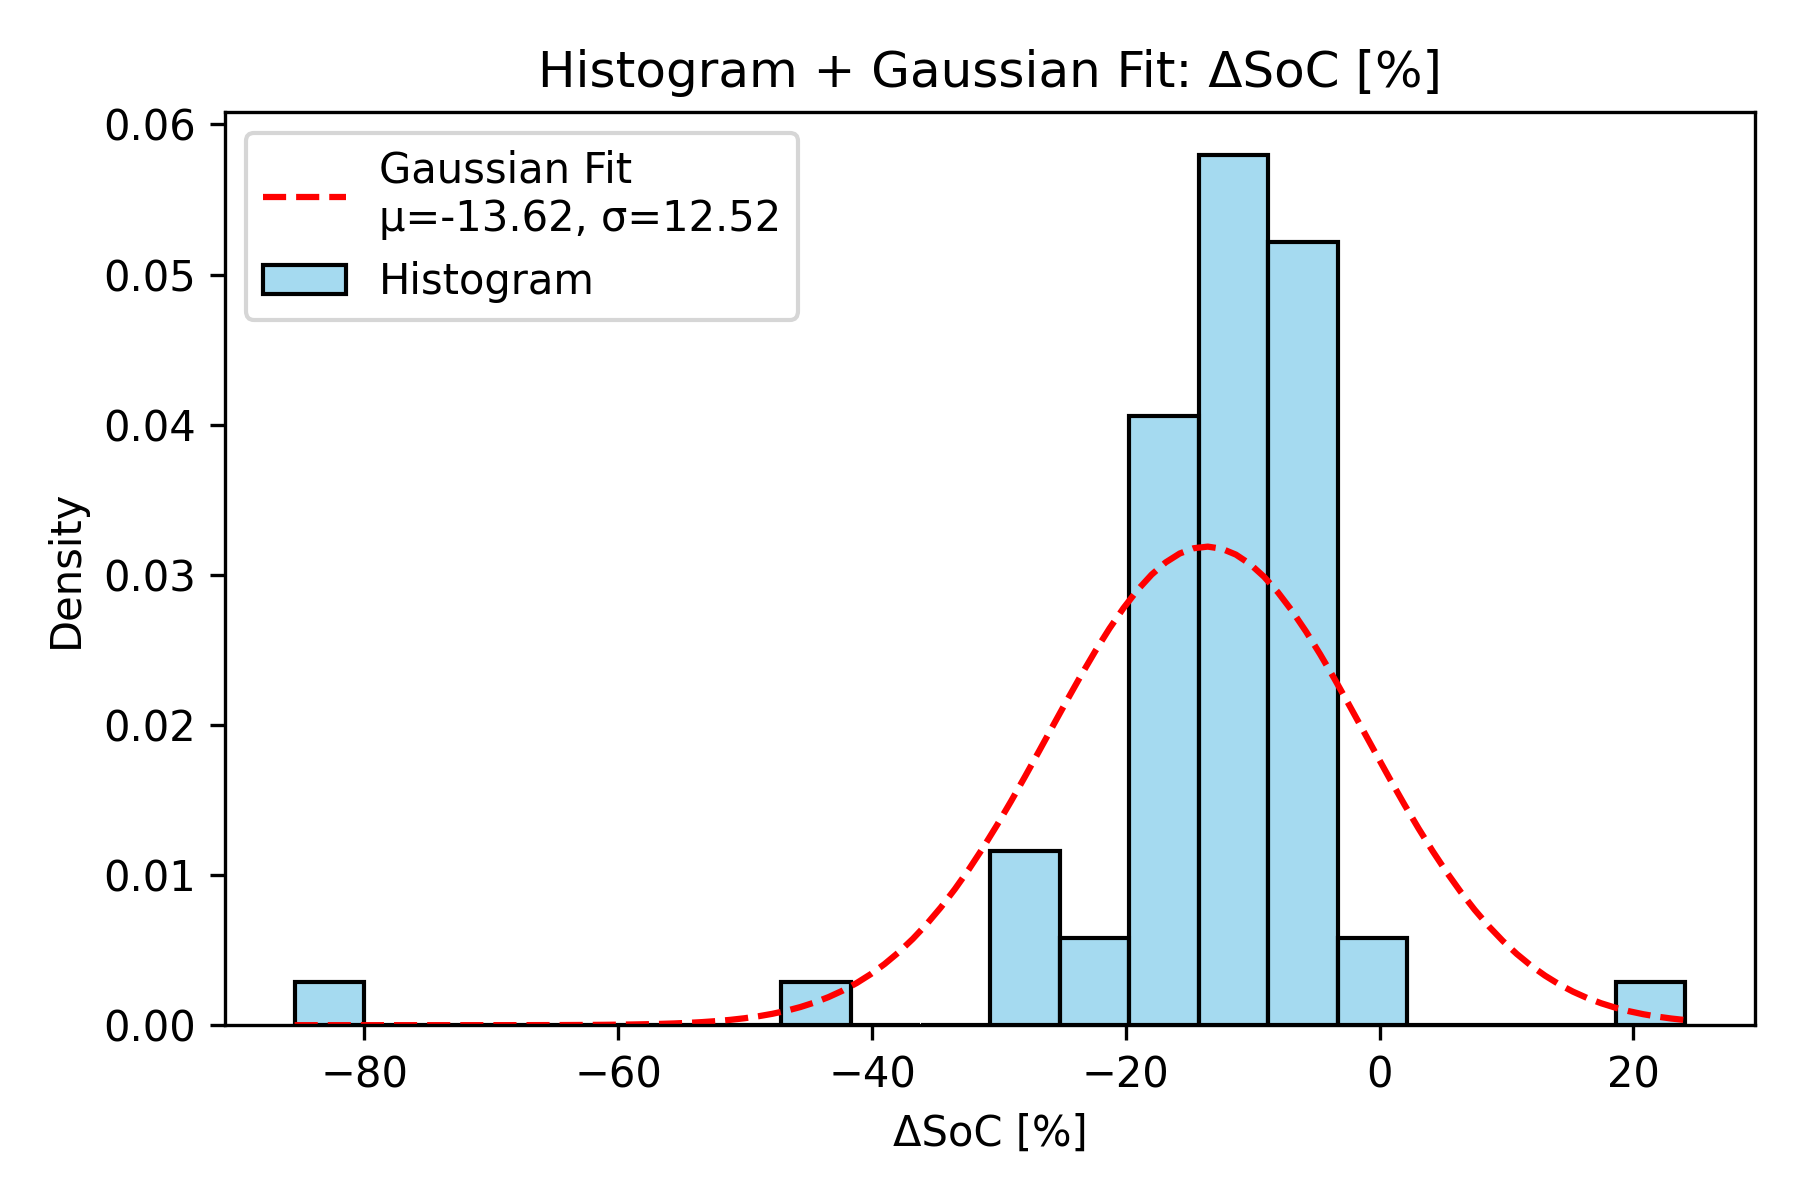 Histogram + Gaussian Fit: ΔSoC [%]
Gaussian Fit
μ=-13.62, σ=12.52
Histogram
Density
0.06
0.05
0.04
0.03
0.02
0.01
0.00
−80
−60
−40
−20
0
20
ΔSoC [%]